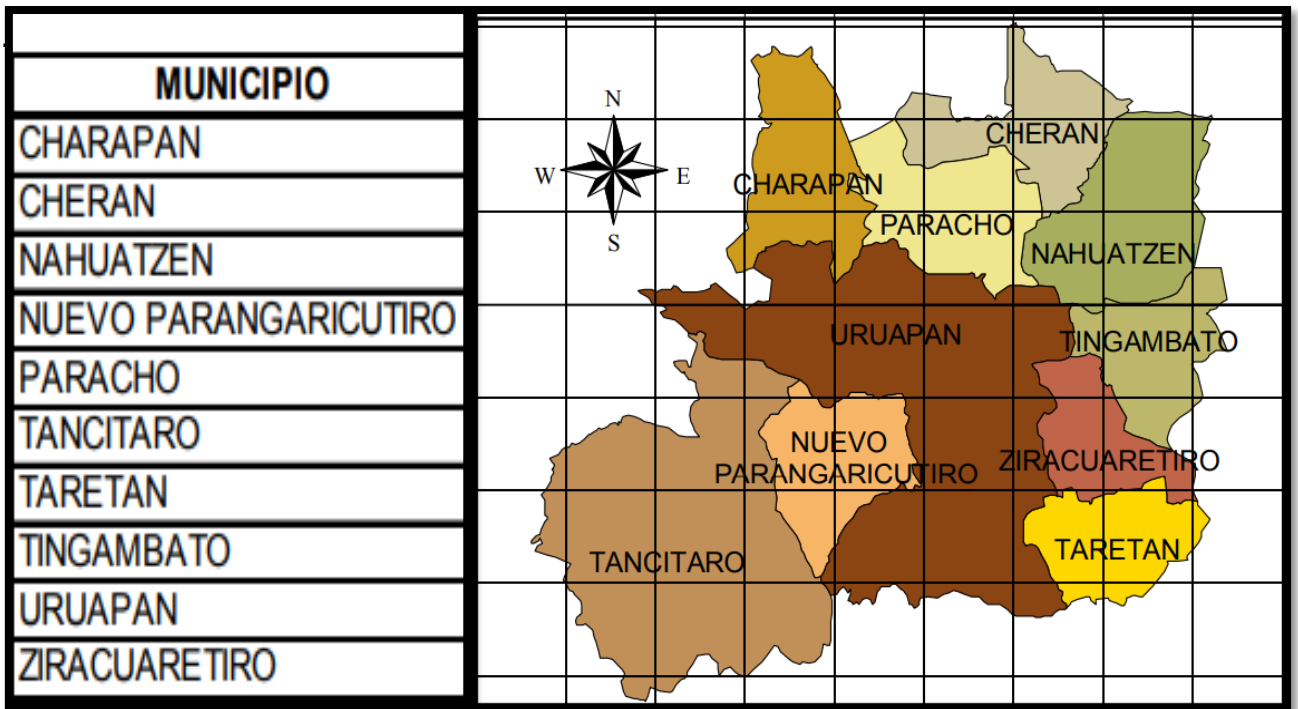 MUNICIPIO
CHARAPAN
CHERAN
NAHUATZEN
NUEVO PARANGARICUTIRO
PARACHO
TANCITARO
TARETAN
TINGAMBATO
URUAPAN
ZIRACUARETIRO
N
W
E
S
CHERAN
CHARAPAN
PARACHO
NAHUATZEN
URUAPAN
TINGAMBATO
NUEVO
PARANGARICUTIRO
ZIRACUARETIRO
TANCITARO
TARETAN